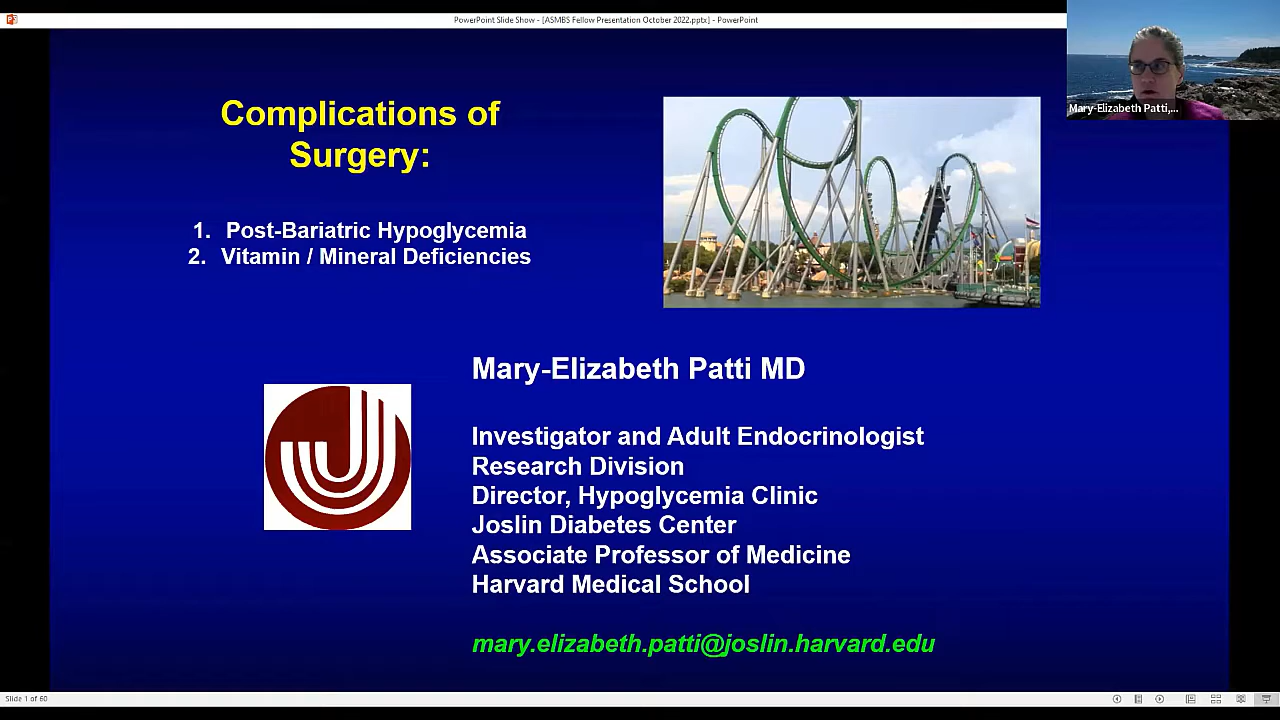 PowerPoint Slide Show - [ASMBS Fellow Presentation October 2022.pptx] - PowerPoint
Mary-Elizabeth Patti,...
Complications of
Surgery:
1. Post-Bariatric Hypoglycemia
2. Vitamin / Mineral Deficiencies
Mary-Elizabeth Patti MD
Investigator and Adult Endocrinologist
Research Division
Director, Hypoglycemia Clinic
Joslin Diabetes Center
Associate Professor of Medicine
Harvard Medical School
mary.elizabeth.patti@joslin.harvard.edu
Slide 1 of 60